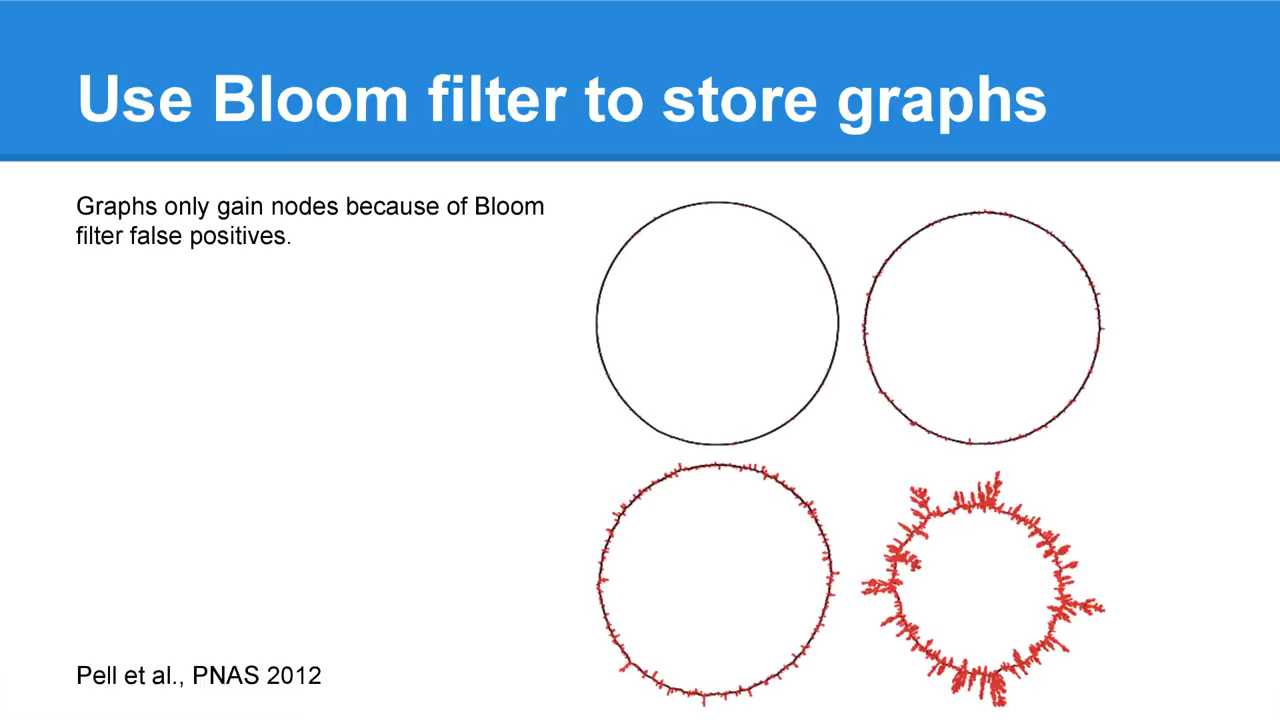 Use Bloom filter to store graphs
Graphs only gain nodes because of Bloom
filter false positives.
Pell et al., PNAS 2012